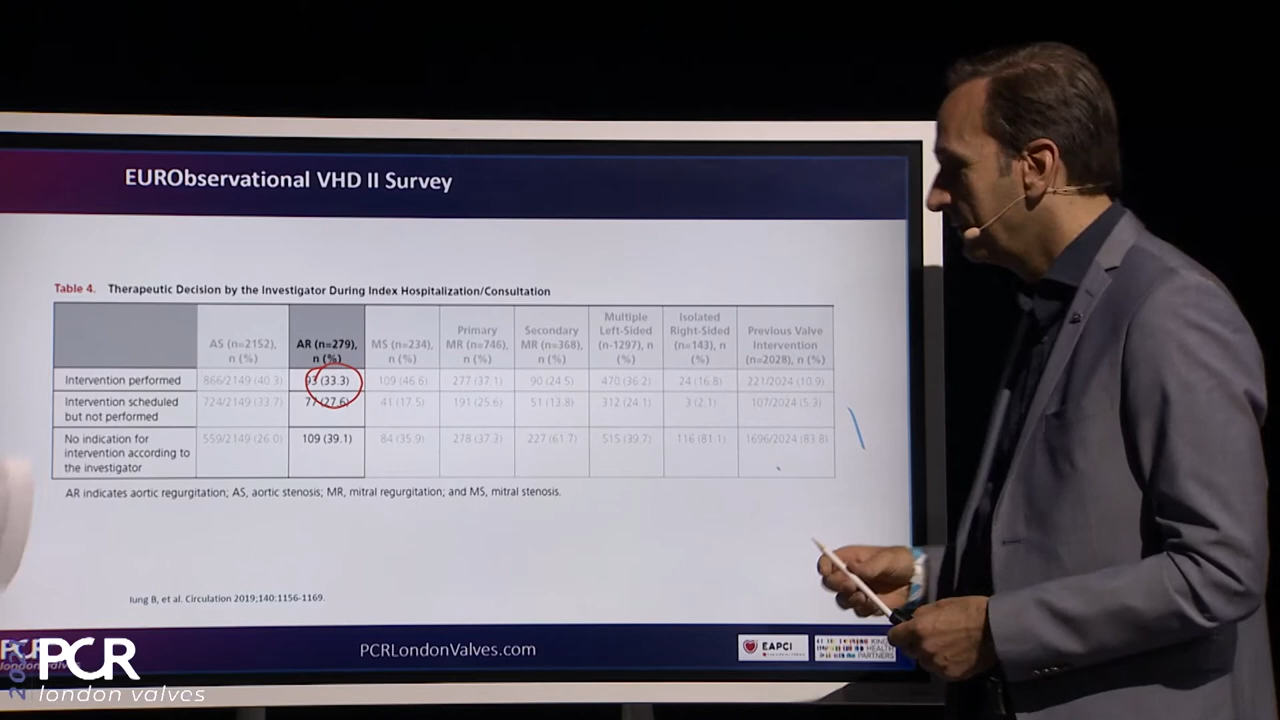 EURObservational VHD II Survey
Table 4. Therapeutic Decision by the Investigator During Index Hospitalization/Consultation
AS (n=2152), n (%)
AR (n=279), n (%)
MS (n=234), n (%)
Primary MR (n=746), n (%)
Secondary MR (n=368), n (%)
Multiple Left-Sided (n-1297), n (%)
Isolated Right-Sided (n=143), n (%)
Previous Valve Intervention (n=2028), n (%)
Intervention performed 866/2149 (40.3) 93 (33.3) 109 (46.6) 277 (37.1) 90 (24.5) 470 (36.2) 24 (16.8) 221/2024 (10.9)
Intervention scheduled but not performed 724/2149 (33.7) 77 (27.6) 41 (17.5) 191 (25.6) 51 (13.8) 312 (24.1) 3 (2.1) 107/2024 (5.3)
No indication for intervention according to the investigator 559/2149 (26.0) 109 (39.1) 84 (35.9) 278 (37.3) 227 (61.7) 515 (39.7) 116 (81.1) 1696/2024 (83.8)
AR indicates aortic regurgitation; AS, aortic stenosis; MR, mitral regurgitation; and MS, mitral stenosis.
Iung B, et al. Circulation 2019;140:1156-1169.
PCRLondonValves.com
EAPCI
HEALTH
PARTNERS
PCR
london valves